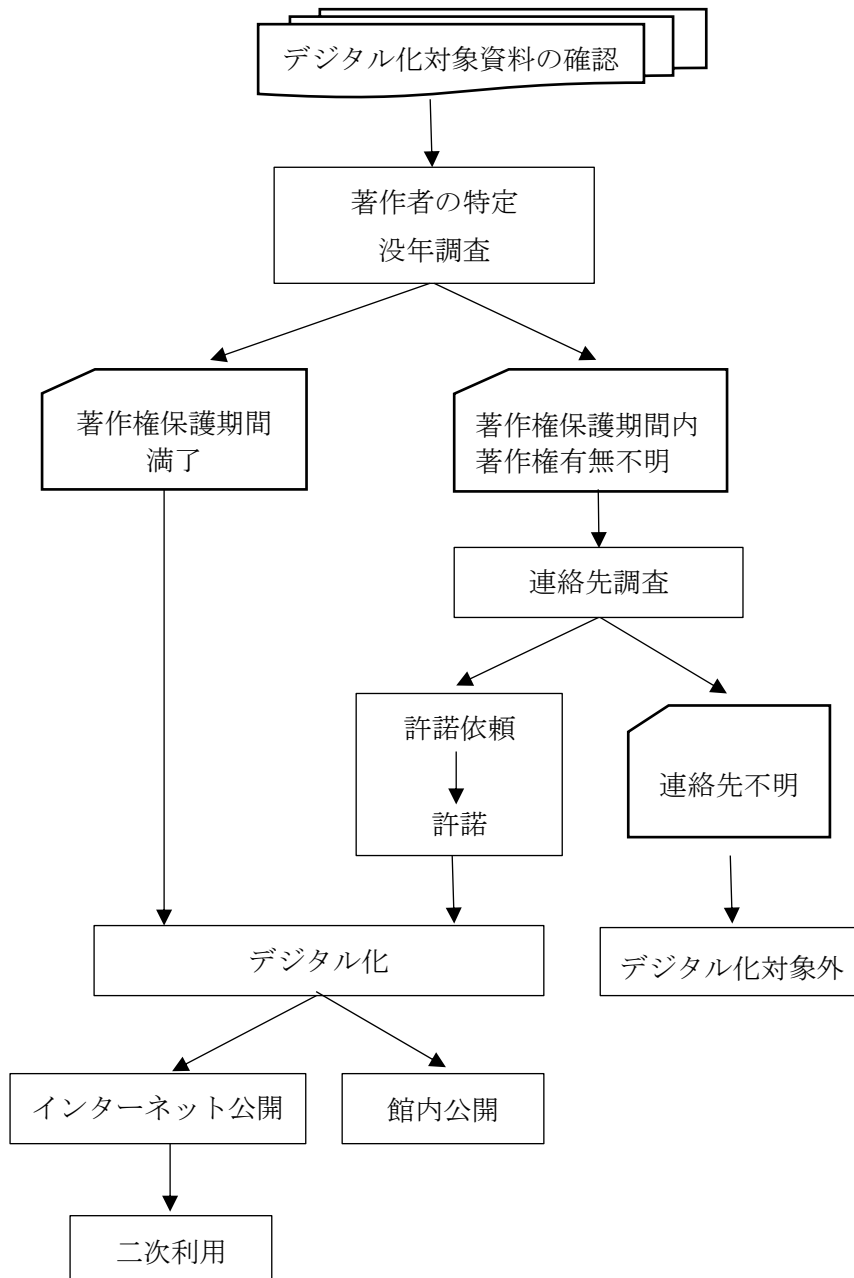 デジタル化対象資料の確認
著作者の特定
没年調査
著作権保護期間
満了
著作権保護期間内
著作権有無不明
連絡先調査
許諾依頼
許諾
連絡先不明
デジタル化
デジタル化対象外
インターネット公開
館内公開
二次利用